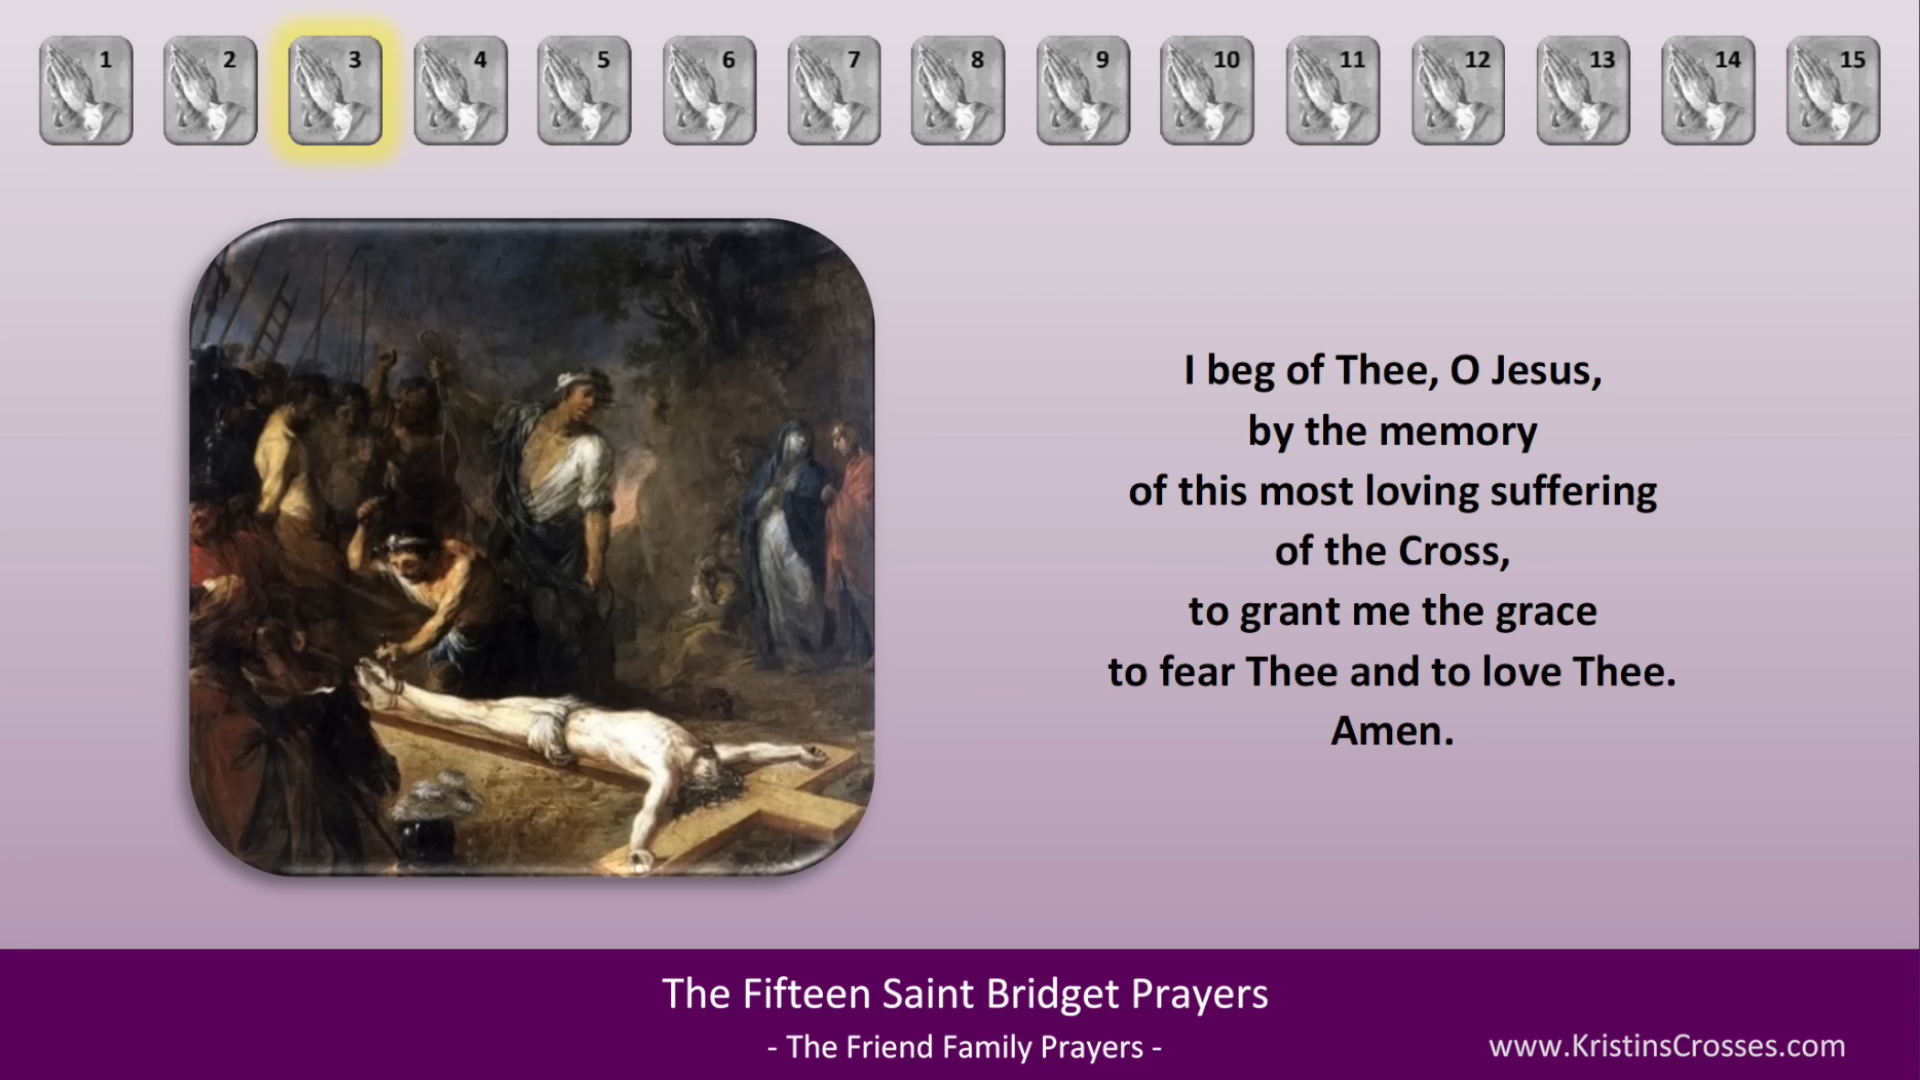 1 2 3 4 5 6 7 8 9 10 11 12 13 14 15
I beg of Thee, O Jesus,
by the memory
of this most loving suffering
of the Cross,
to grant me the grace
to fear Thee and to love Thee.
Amen.
The Fifteen Saint Bridget Prayers
- The Friend Family Prayers -
www.KristinsCrosses.com